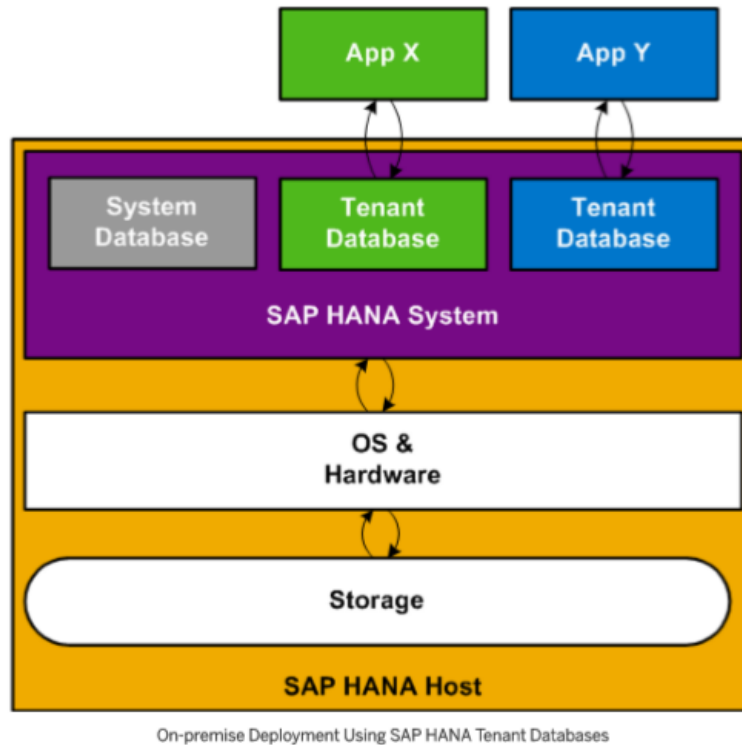 App X
App Y
System
Database
Tenant
Database
Tenant
Database
SAP HANA System
OS &
Hardware
Storage
SAP HANA Host
On-premise Deployment Using SAP HANA Tenant Databases